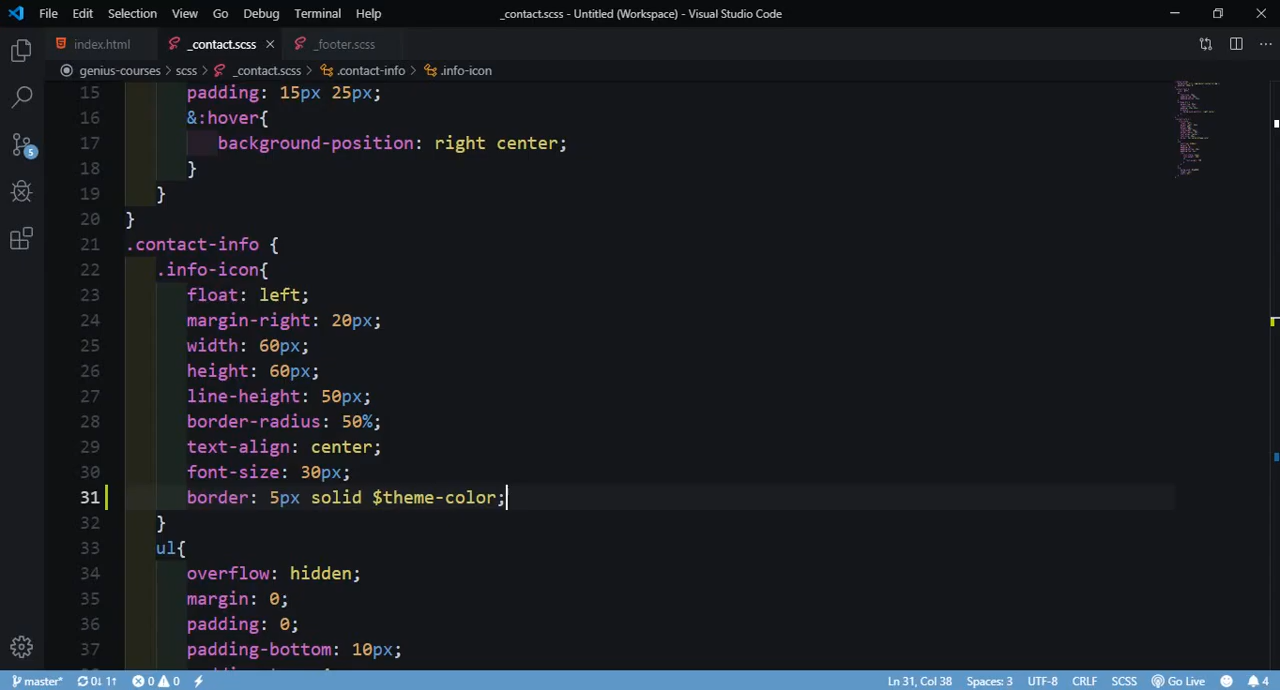 File Edit Selection View Go Debug Terminal Help
_contact.scss - Untitled (Workspace) - Visual Studio Code
index.html _contact.scss _footer.scss
genius-courses > scss > _contact.scss > .contact-info > .info-icon
15 padding: 15px 25px;
16 &:hover{
17 background-position: right center;
18 }
19 }
20 }
21 .contact-info {
22 .info-icon{
23 float: left;
24 margin-right: 20px;
25 width: 60px;
26 height: 60px;
27 line-height: 50px;
28 border-radius: 50%;
29 text-align: center;
30 font-size: 30px;
31 border: 5px solid $theme-color;
32 }
33 ul{
34 overflow: hidden;
35 margin: 0;
36 padding: 0;
37 padding-bottom: 10px;
5
master* 0↓ 1↑ 0 0 Ln 31, Col 38 Spaces: 3 UTF-8 CRLF SCSS Go Live 4